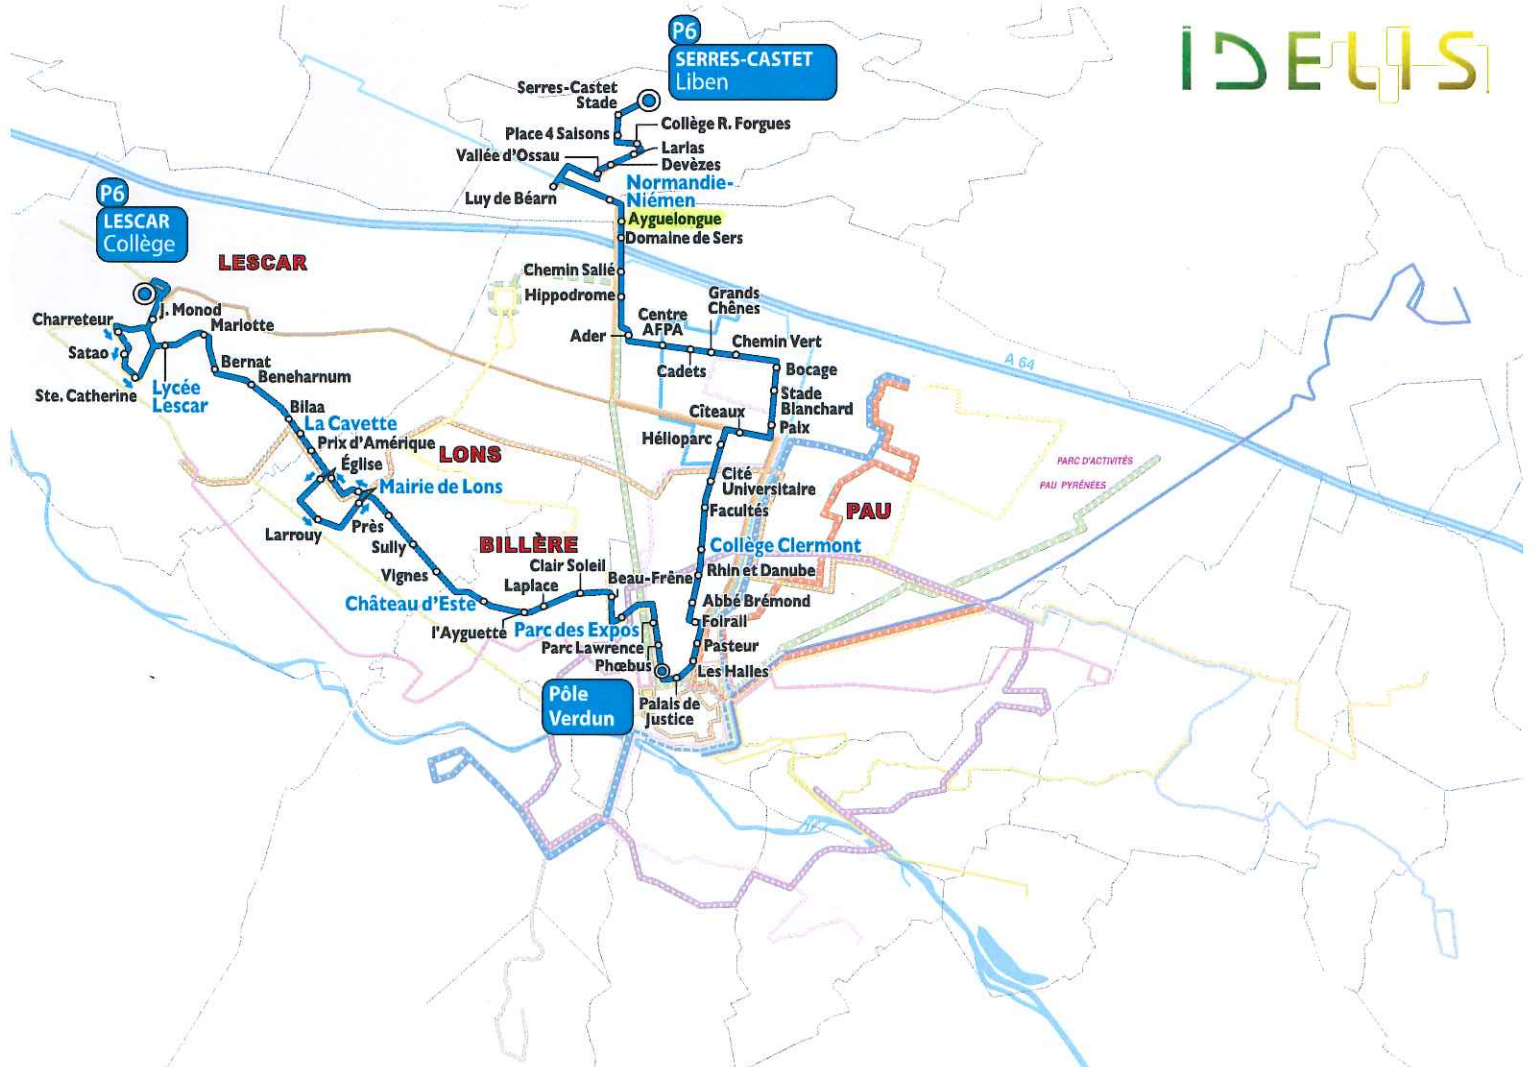 IDELIS
P6
SERRES-CASTET
Liben
Serres-Castet
Stade
Place 4 Saisons
Collège R. Forgues
Larlas
Vallée d'Ossau
Devèzes
Luy de Béarn
Normandie-
Niémen
Ayguelongue
Domaine de Sers
P6
LESCAR
Collège
LESCAR
Chemin Sallé
Hippodrome
Grands
Chênes
Centre
AFPA
Ader
Chemin Vert
Cadets
Bocage
A 64
J. Monod
Charreteur
Mariotte
Satao
Bernat
Beneharnum
Ste. Catherine
Lycée
Lescar
Stade
Blanchard
Cîteaux
Paix
Hélioparc
Bilaa
La Cavette
Prix d'Amérique
Église
LONS
Mairie de Lons
Cité
Universitaire
PARC D'ACTIVITÉS
PAU PYRÉNÉES
Facultés
PAU
Larrouy
Près
Sully
BILLÈRE
Collège Clermont
Vignes
Clair Soleil
Laplace
Beau-Frêne
Rhin et Danube
Château d'Este
l'Ayguette
Parc des Expos
Abbé Brémond
Foirail
Parc Lawrence
Pasteur
Phœbus
Les Halles
Pôle
Verdun
Palais de
Justice